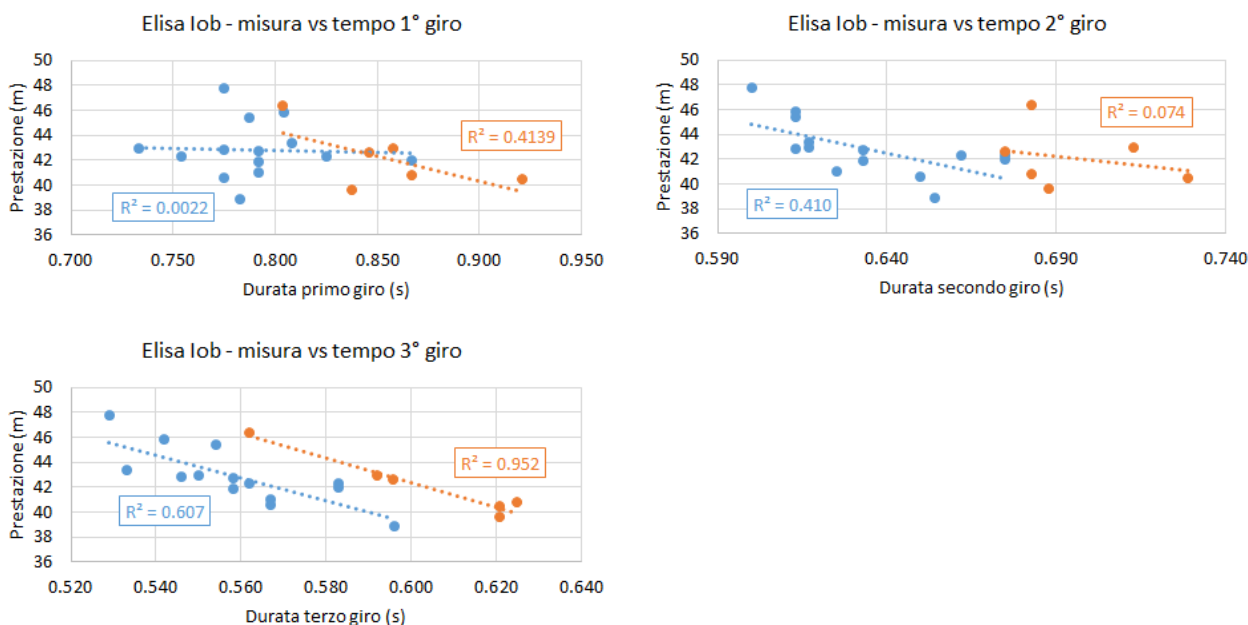 Elisa Iob - misura vs tempo 1° giro
Prestazione (m)
50
48
46
44
42
40
38
36
R² = 0.4139
R² = 0.0022
0.700 0.750 0.800 0.850 0.900 0.950
Durata primo giro (s)
Elisa Iob - misura vs tempo 2° giro
Prestazione (m)
50
48
46
44
42
40
38
36
R² = 0.074
R² = 0.410
0.590 0.640 0.690 0.740
Durata secondo giro (s)
Elisa Iob - misura vs tempo 3° giro
Prestazione (m)
50
48
46
44
42
40
38
36
R² = 0.952
R² = 0.607
0.520 0.540 0.560 0.580 0.600 0.620 0.640
Durata terzo giro (s)